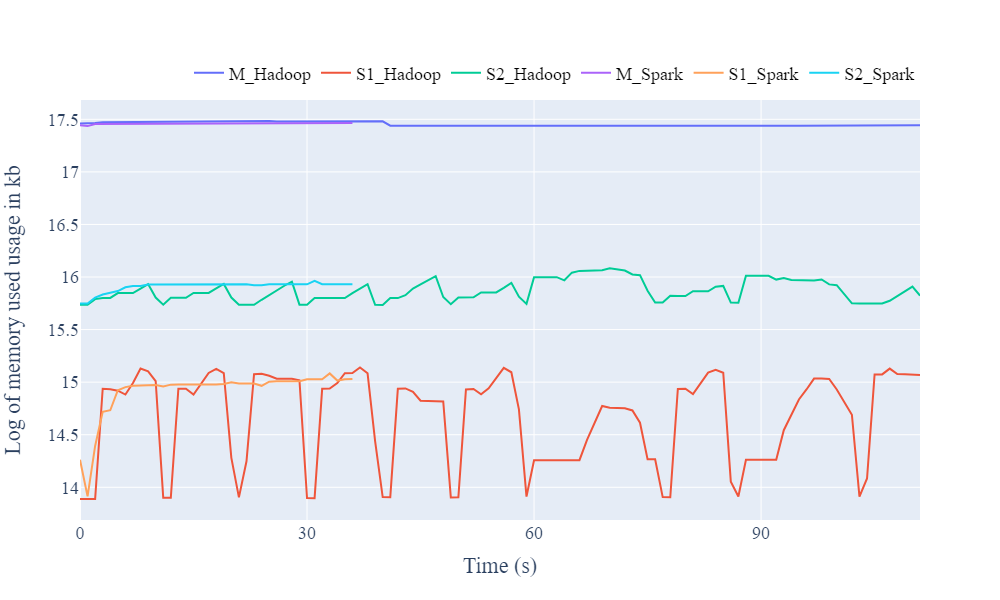 M_Hadoop S1_Hadoop S2_Hadoop M_Spark S1_Spark S2_Spark
17.5
17
16.5
16
15.5
15
14.5
14
Log of memory used usage in kb
0 30 60 90
Time (s)